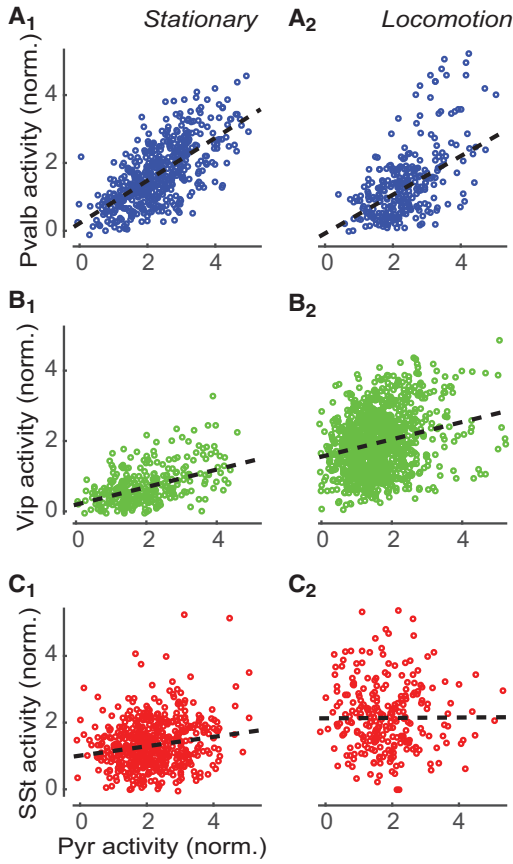 A1 Stationary
A2 Locomotion
Pvalb activity (norm.)
4
2
0
0 2 4
0 2 4
B1
B2
Vip activity (norm.)
4
2
0
0 2 4
0 2 4
C1
C2
SSt activity (norm.)
4
2
0
0 2 4
0 2 4
Pyr activity (norm.)